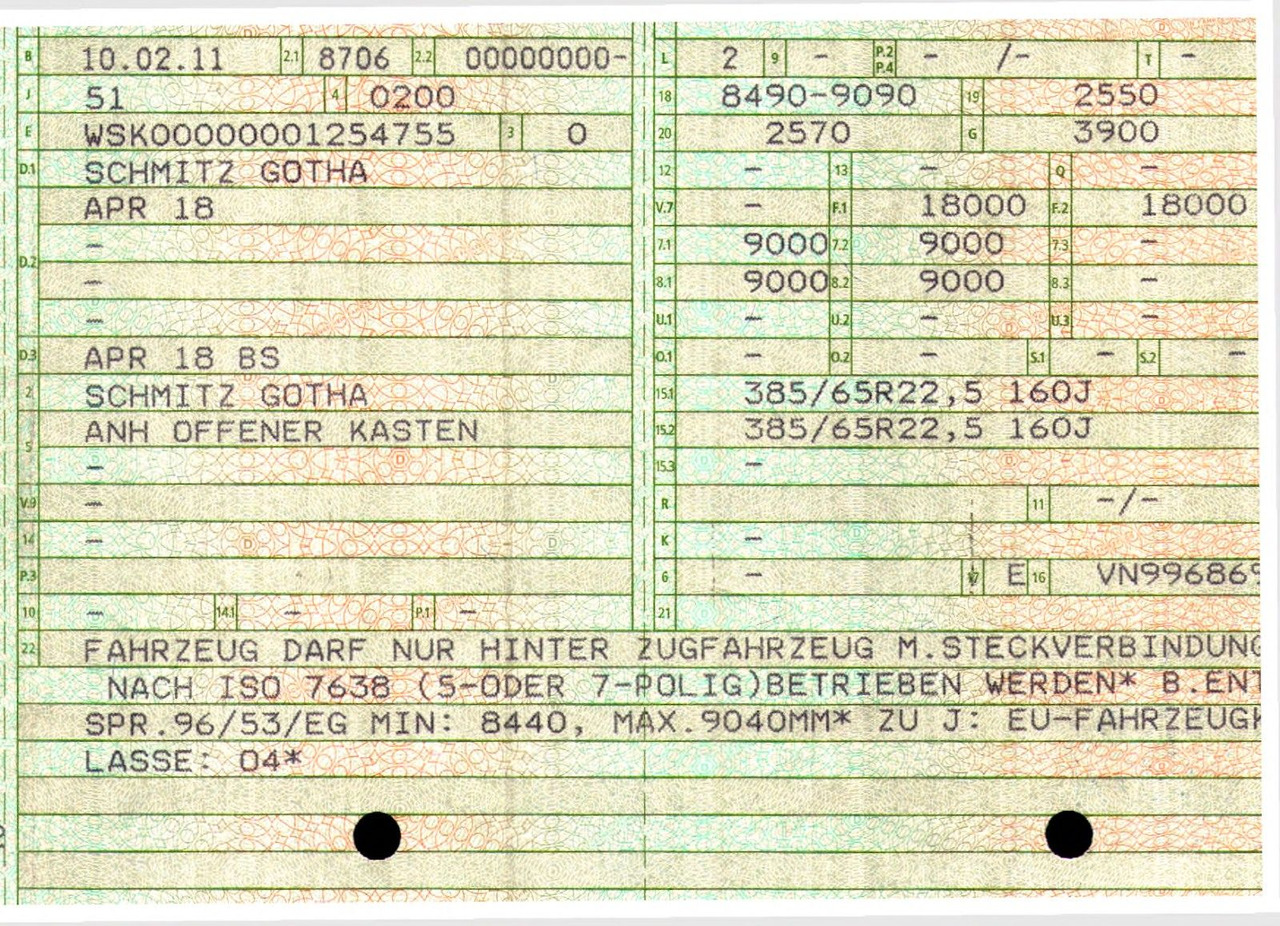 B 10.02.11 2.1 8706 2.2 00000000-
J 51 4 0200
E WSK00000001254755 3 0
D.1 SCHMITZ GOTHA
APR 18
-
D.2
-
-
D.3 APR 18 BS
2 SCHMITZ GOTHA
ANH OFFENER KASTEN
5
-
V.9 -
14 -
P.3
10 - 14.1 - P.1 -
L 2 9 - P.2 P.4 - /- T -
18 8490-9090 19 2550
20 2570 G 3900
12 - 13 - Q -
V.7 - F.1 18000 F.2 18000
7.1 9000 7.2 9000 7.3 -
8.1 9000 8.2 9000 8.3 -
U.1 - U.2 - U.3 -
O.1 - O.2 - S.1 - S.2 -
15.1 385/65R22,5 160J
15.2 385/65R22,5 160J
15.3 -
R 11 -/-
K -
6 - 17 E 16 VN996869
21
22 FAHRZEUG DARF NUR HINTER ZUGFAHRZEUG M.STECKVERBINDUNG
NACH ISO 7638 (5-ODER 7-POLIG)BETRIEBEN WERDEN* B.ENT
SPR.96/53/EG MIN: 8440, MAX.9040MM* ZU J: EU-FAHRZEUGK
LASSE: O4*